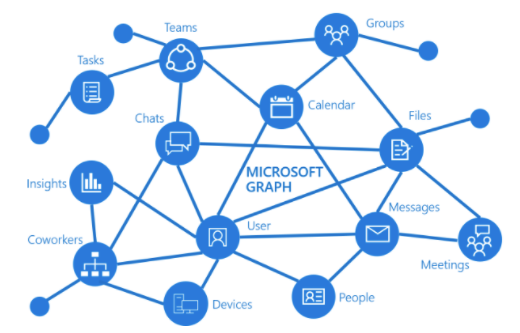 Teams
Groups
Tasks
Calendar
Chats
Files
MICROSOFT
GRAPH
Insights
Messages
User
Coworkers
Meetings
Devices
People